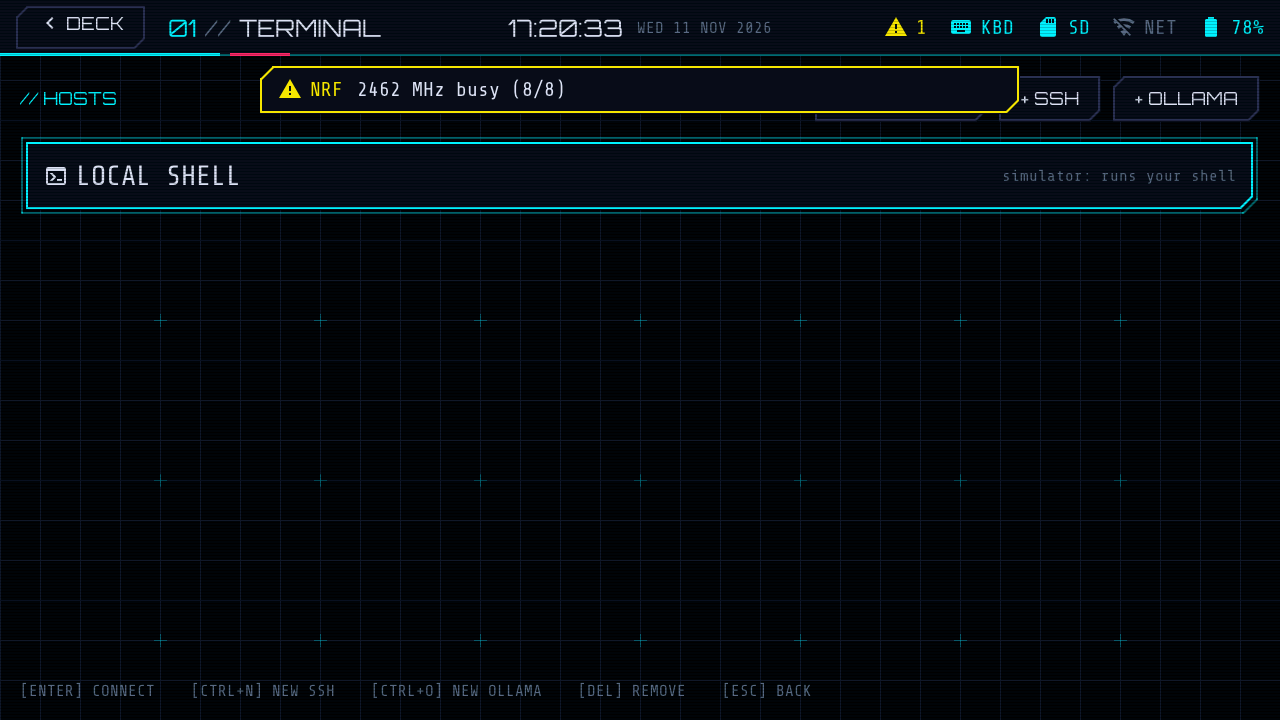 DECK
01 // TERMINAL
17:20:33 WED 11 NOV 2026
1 KBD SD NET 78%
NRF 2462 MHz busy (8/8)
// HOSTS
+ SSH + OLLAMA
LOCAL SHELL simulator: runs your shell
[ENTER] CONNECT [CTRL+N] NEW SSH [CTRL+O] NEW OLLAMA [DEL] REMOVE [ESC] BACK